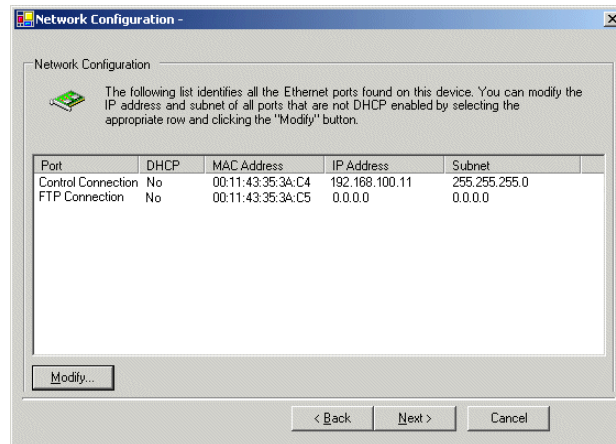 Network Configuration -
Network Configuration
The following list identifies all the Ethernet ports found on this device. You can modify the
IP address and subnet of all ports that are not DHCP enabled by selecting the
appropriate row and clicking the "Modify" button.
Port DHCP MAC Address IP Address Subnet
Control Connection No 00:11:43:35:3A:C4 192.168.100.11 255.255.255.0
FTP Connection No 00:11:43:35:3A:C5 0.0.0.0 0.0.0.0
Modify...
< Back Next > Cancel